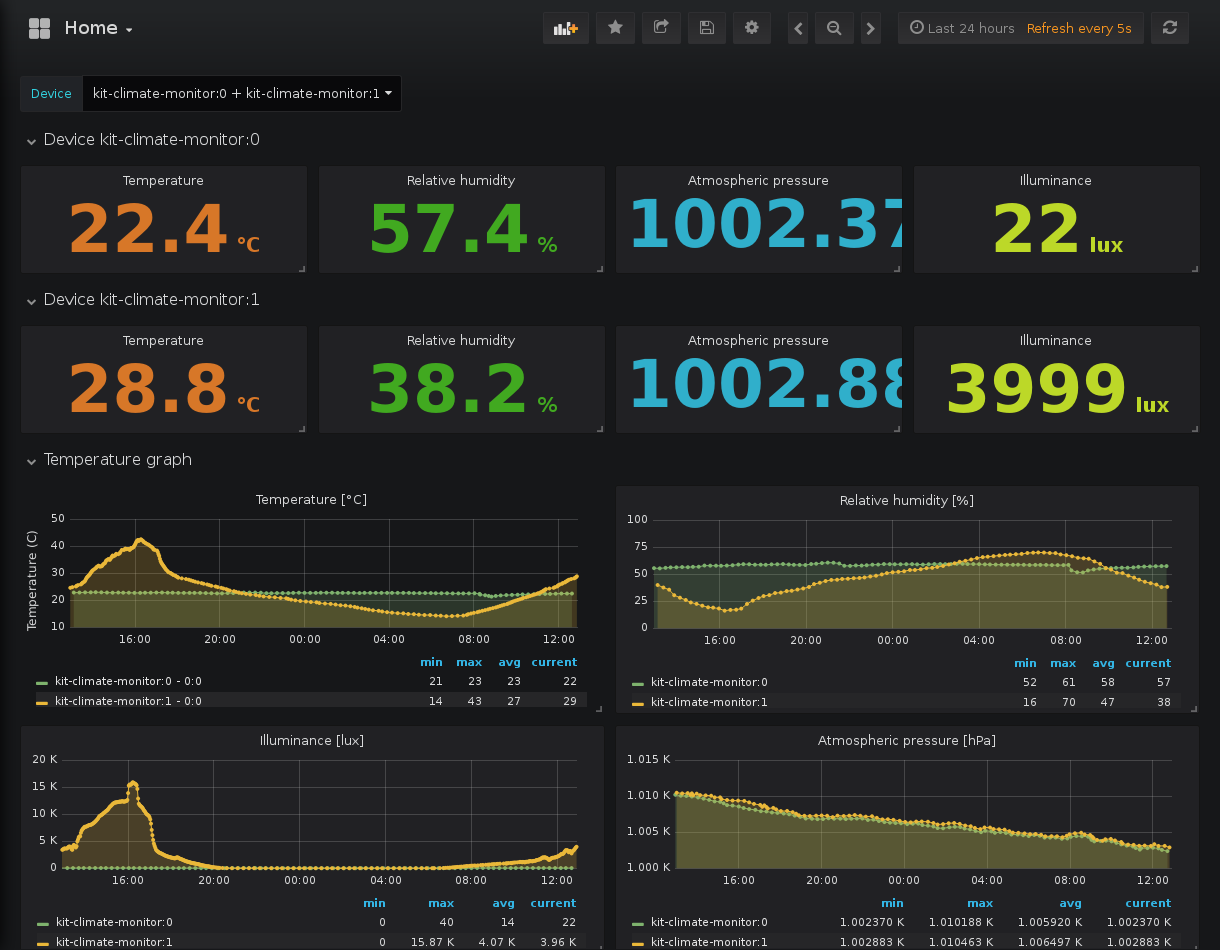 Home
Last 24 hours Refresh every 5s
Device kit-climate-monitor:0 + kit-climate-monitor:1
Device kit-climate-monitor:0
Temperature Relative humidity Atmospheric pressure Illuminance
22.4 °C 57.4 % 1002.37 22 lux
Device kit-climate-monitor:1
Temperature Relative humidity Atmospheric pressure Illuminance
28.8 °C 38.2 % 1002.88 3999 lux
Temperature graph
Temperature [°C]
Temperature (C)
50
40
30
20
10
16:00 20:00 00:00 04:00 08:00 12:00
min max avg current
kit-climate-monitor:0 - 0:0 21 23 23 22
kit-climate-monitor:1 - 0:0 14 43 27 29
Relative humidity [%]
100
75
50
25
0
16:00 20:00 00:00 04:00 08:00 12:00
min max avg current
kit-climate-monitor:0 52 61 58 57
kit-climate-monitor:1 16 70 47 38
Illuminance [lux]
20 K
15 K
10 K
5 K
0
16:00 20:00 00:00 04:00 08:00 12:00
min max avg current
kit-climate-monitor:0 0 40 14 22
kit-climate-monitor:1 0 15.87 K 4.07 K 3.96 K
Atmospheric pressure [hPa]
1.015 K
1.010 K
1.005 K
1.000 K
16:00 20:00 00:00 04:00 08:00 12:00
min max avg current
kit-climate-monitor:0 1.002370 K 1.010188 K 1.005920 K 1.002370 K
kit-climate-monitor:1 1.002883 K 1.010463 K 1.006497 K 1.002883 K